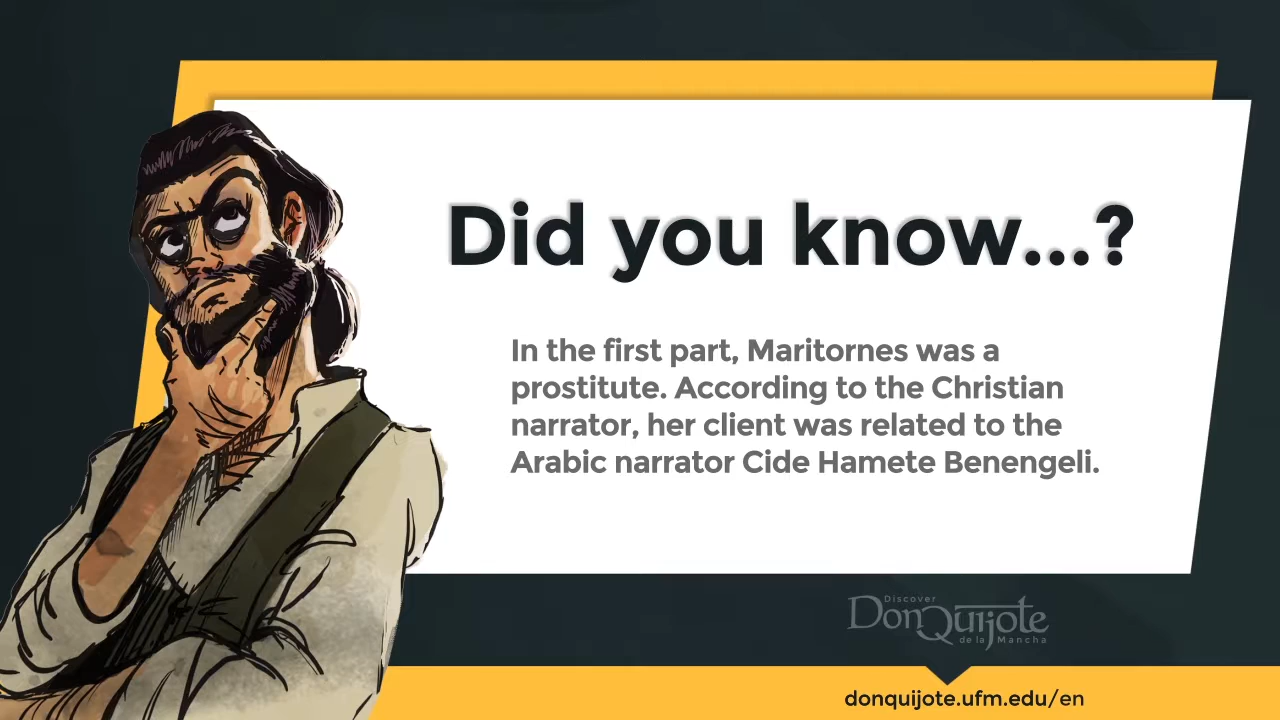 Did you know...?
In the first part, Maritornes was a
prostitute. According to the Christian
narrator, her client was related to the
Arabic narrator Cide Hamete Benengeli.
Discover
DonQuijote
de la Mancha
donquijote.ufm.edu/en